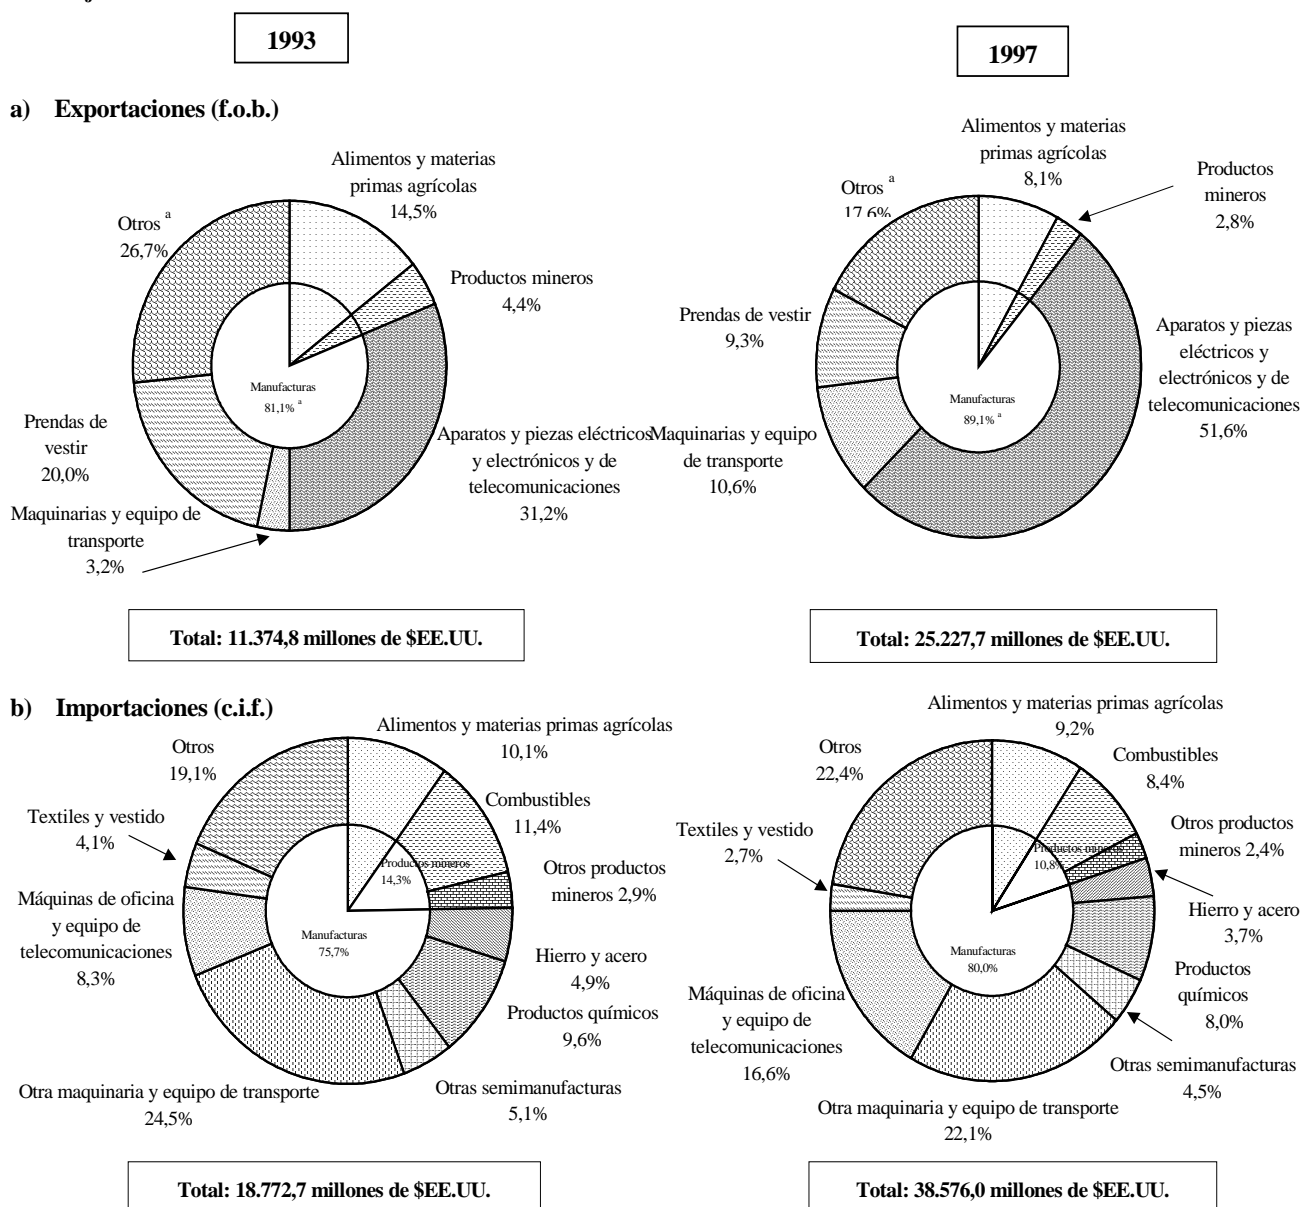 1993
1997
a) Exportaciones (f.o.b.)
Alimentos y materias
primas agrícolas
14,5%
Productos mineros
4,4%
Aparatos y piezas eléctricos
y electrónicos y de
telecomunicaciones
31,2%
Maquinarias y equipo de
transporte
3,2%
Prendas de
vestir
20,0%
Otros a
26,7%
Manufacturas
81,1% a
Total: 11.374,8 millones de $EE.UU.
Alimentos y materias
primas agrícolas
8,1%
Productos
mineros
2,8%
Aparatos y piezas
eléctricos y
electrónicos y de
telecomunicaciones
51,6%
Maquinarias y equipo
de transporte
10,6%
Prendas de vestir
9,3%
Otros a
17,6%
Manufacturas
89,1% a
Total: 25.227,7 millones de $EE.UU.
b) Importaciones (c.i.f.)
Alimentos y materias primas agrícolas
10,1%
Combustibles
11,4%
Otros productos
mineros 2,9%
Hierro y acero
4,9%
Productos químicos
9,6%
Otras semimanufacturas
5,1%
Otra maquinaria y equipo de transporte
24,5%
Máquinas de oficina
y equipo de
telecomunicaciones
8,3%
Textiles y vestido
4,1%
Otros
19,1%
Productos mineros
14,3%
Manufacturas
75,7%
Total: 18.772,7 millones de $EE.UU.
Alimentos y materias primas agrícolas
9,2%
Combustibles
8,4%
Otros productos
mineros 2,4%
Hierro y acero
3,7%
Productos
químicos
8,0%
Otras semimanufacturas
4,5%
Otra maquinaria y equipo de transporte
22,1%
Máquinas de oficina
y equipo de
telecomunicaciones
16,6%
Textiles y vestido
2,7%
Otros
22,4%
Productos mineros
10,8%
Manufacturas
80,0%
Total: 38.576,0 millones de $EE.UU.